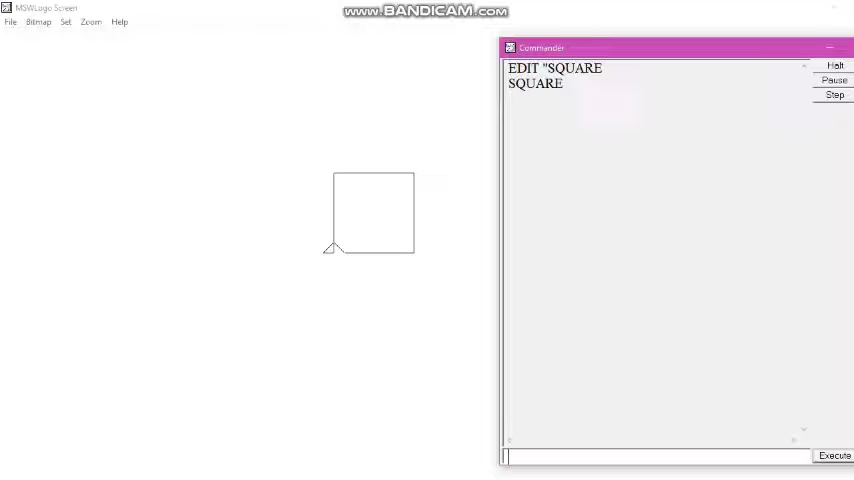 MSWLogo Screen
www.BANDICAM.com
File Bitmap Set Zoom Help
Commander
EDIT "SQUARE
SQUARE
Halt
Pause
Step
Execute